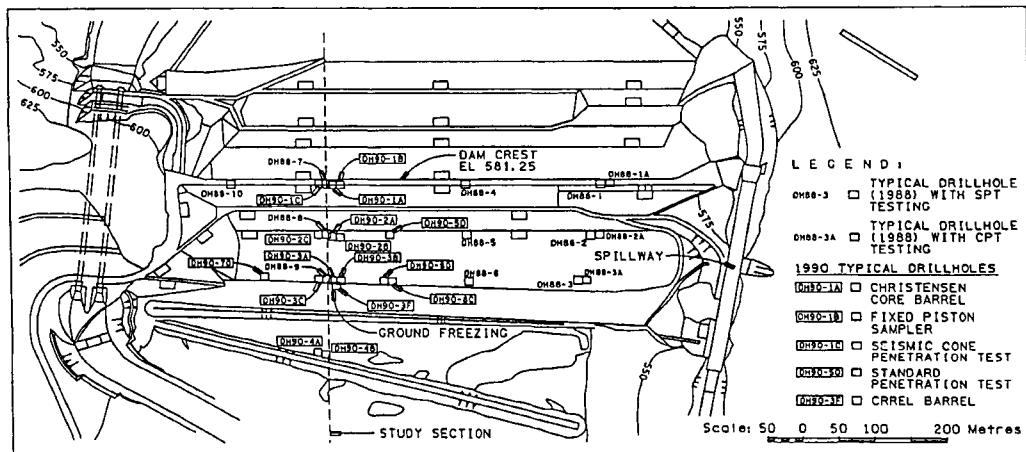 550
575
600
625
600
550
575
600
625
DH88-7
DH90-1B
DAM CREST
EL 581.25
DH88-10
DH90-1C
DH90-1A
DH88-4
DH88-1A
DH88-1
DH88-8
DH90-2A
DH90-5D
575
DH90-2C
DH90-2B
DH88-5
DH88-2
DH88-2A
SPILLWAY
DH90-3A
DH90-3B
DH90-7D
DH88-9
DH88-6
DH88-3
DH88-3A
DH90-3C
DH90-3F
GROUND FREEZING
DH90-4A
DH90-4B
550
STUDY SECTION
LEGEND:
DH88-3 TYPICAL DRILLHOLE
(1988) WITH SPT
TESTING
DH88-3A TYPICAL DRILLHOLE
(1988) WITH CPT
TESTING
1990 TYPICAL DRILLHOLES
DH90-1A CHRISTENSEN
CORE BARREL
DH90-1B FIXED PISTON
SAMPLER
DH90-1C SEISMIC CONE
PENETRATION TEST
DH90-5D STANDARD
PENETRATION TEST
DH90-3F CRREL BARREL
Scale: 50 0 50 100 200 Metres